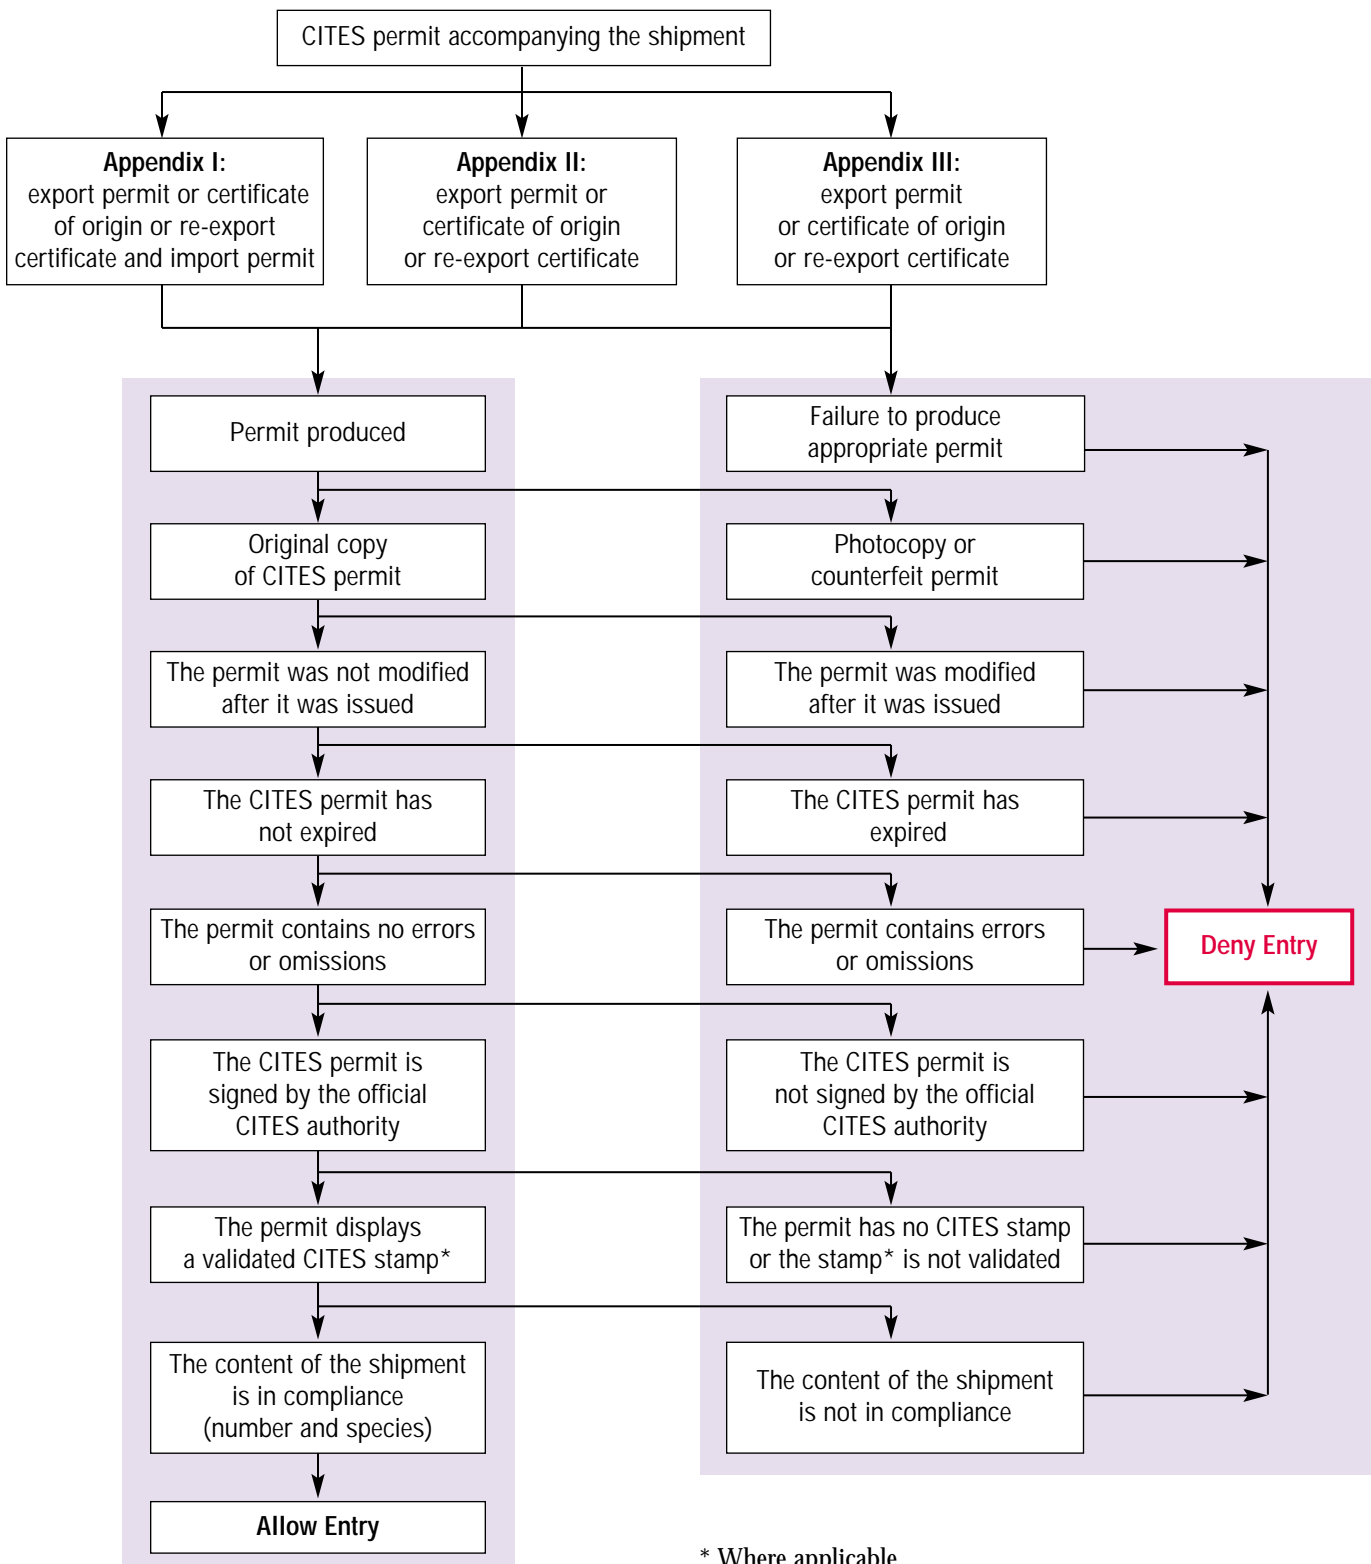 CITES permit accompanying the shipment
Appendix I:
export permit or certificate
of origin or re-export
certificate and import permit
Appendix II:
export permit or
certificate of origin
or re-export certificate
Appendix III:
export permit
or certificate of origin
or re-export certificate
Permit produced
Failure to produce
appropriate permit
Original copy
of CITES permit
Photocopy or
counterfeit permit
The permit was not modified
after it was issued
The permit was modified
after it was issued
The CITES permit has
not expired
The CITES permit has
expired
The permit contains no errors
or omissions
The permit contains errors
or omissions
Deny Entry
The CITES permit is
signed by the official
CITES authority
The CITES permit is
not signed by the official
CITES authority
The permit displays
a validated CITES stamp*
The permit has no CITES stamp
or the stamp* is not validated
The content of the shipment
is in compliance
(number and species)
The content of the shipment
is not in compliance
Allow Entry
* Where applicable